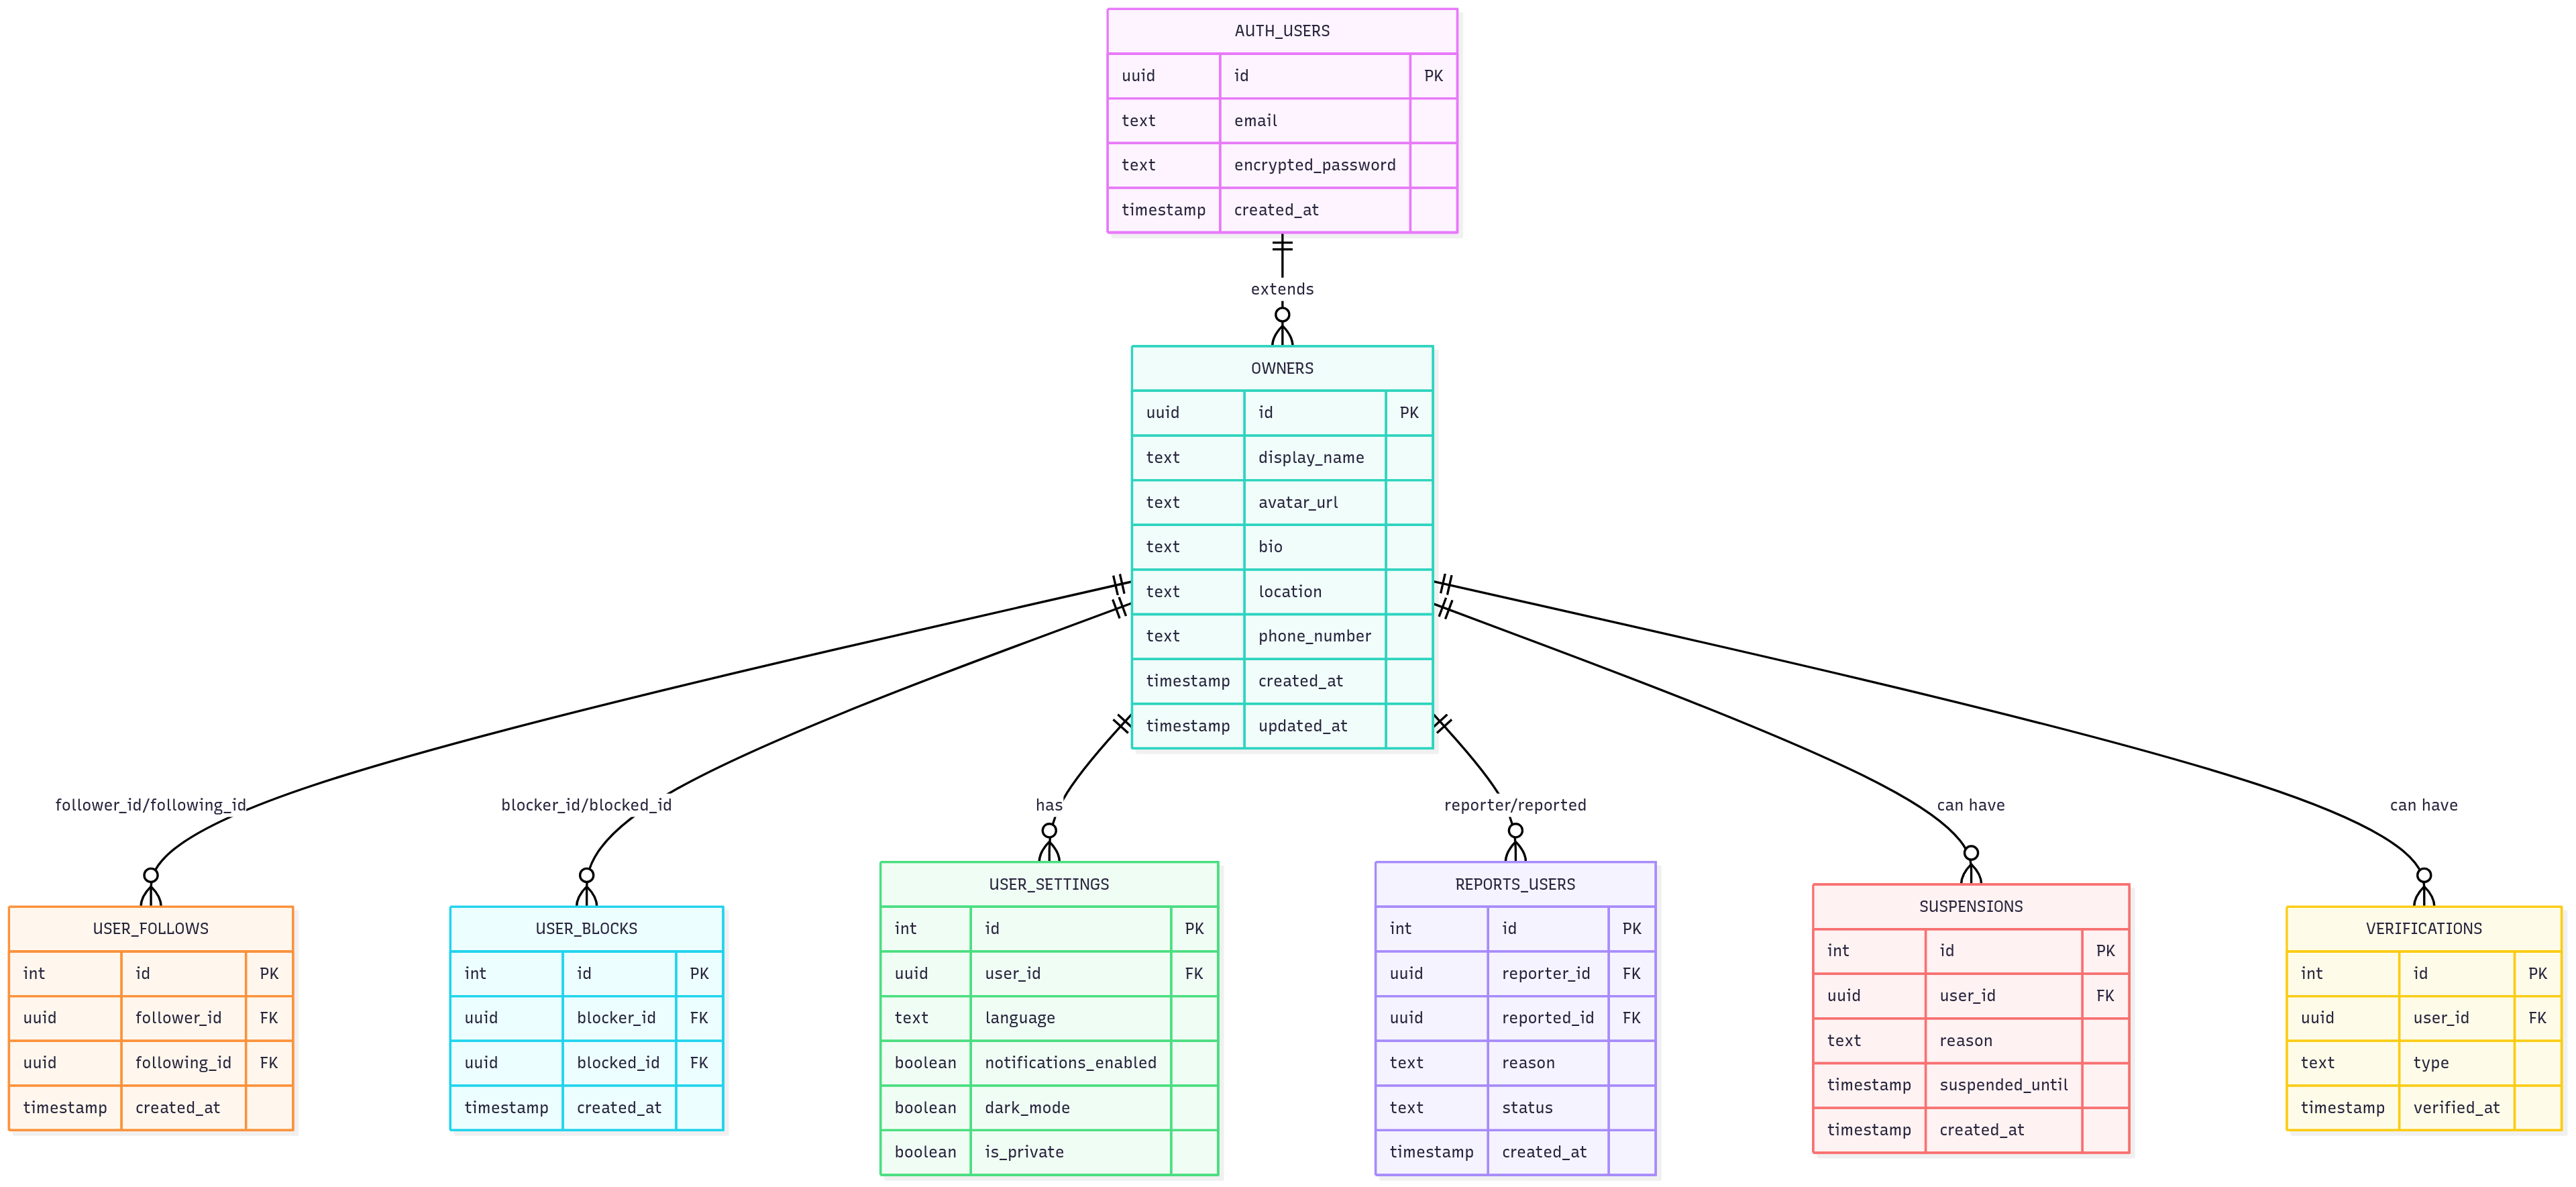 AUTH_USERS
uuid id PK
text email
text encrypted_password
timestamp created_at
extends
OWNERS
uuid id PK
text display_name
text avatar_url
text bio
text location
text phone_number
timestamp created_at
timestamp updated_at
follower_id/following_id
blocker_id/blocked_id
has
reporter/reported
can have
can have
USER_FOLLOWS
int id PK
uuid follower_id FK
uuid following_id FK
timestamp created_at
USER_BLOCKS
int id PK
uuid blocker_id FK
uuid blocked_id FK
timestamp created_at
USER_SETTINGS
int id PK
uuid user_id FK
text language
boolean notifications_enabled
boolean dark_mode
boolean is_private
REPORTS_USERS
int id PK
uuid reporter_id FK
uuid reported_id FK
text reason
text status
timestamp created_at
SUSPENSIONS
int id PK
uuid user_id FK
text reason
timestamp suspended_until
timestamp created_at
VERIFICATIONS
int id PK
uuid user_id FK
text type
timestamp verified_at